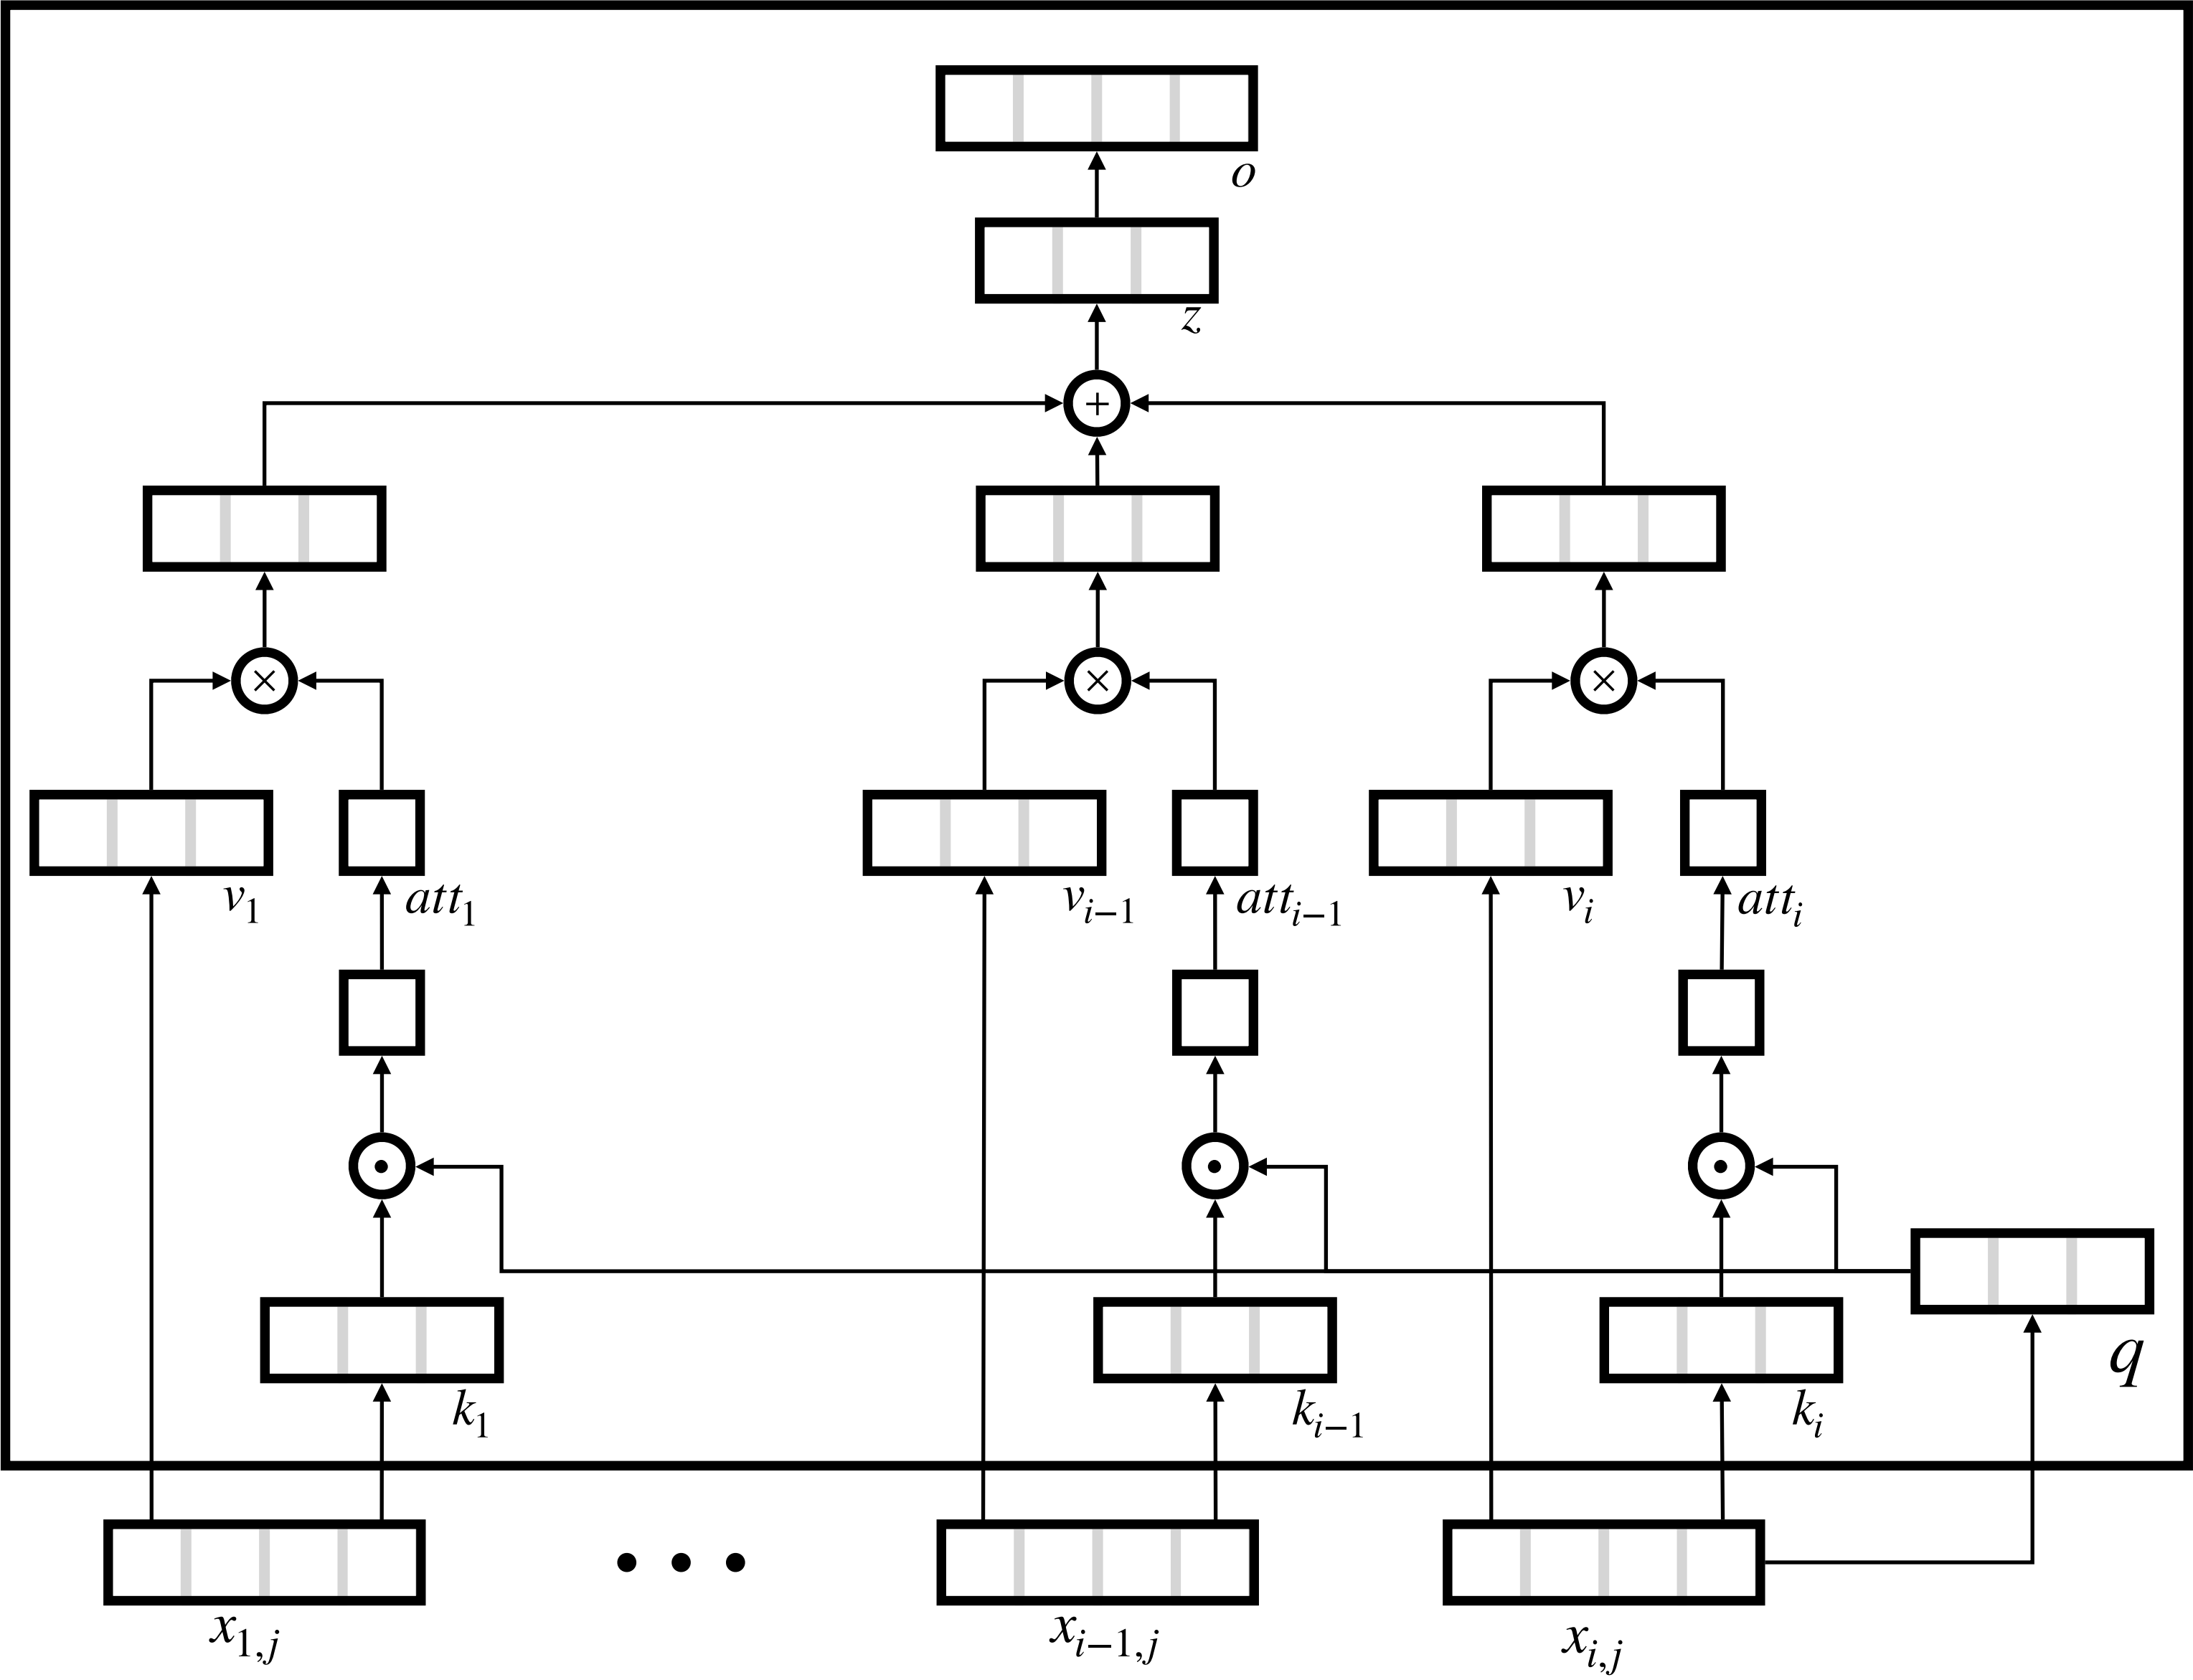 o
z
+
× × ×
v₁ att₁ vᵢ₋₁ attᵢ₋₁ vᵢ attᵢ
• • •
q
k₁ kᵢ₋₁ kᵢ
• • •
x₁,ⱼ xᵢ₋₁,ⱼ xᵢ,ⱼ